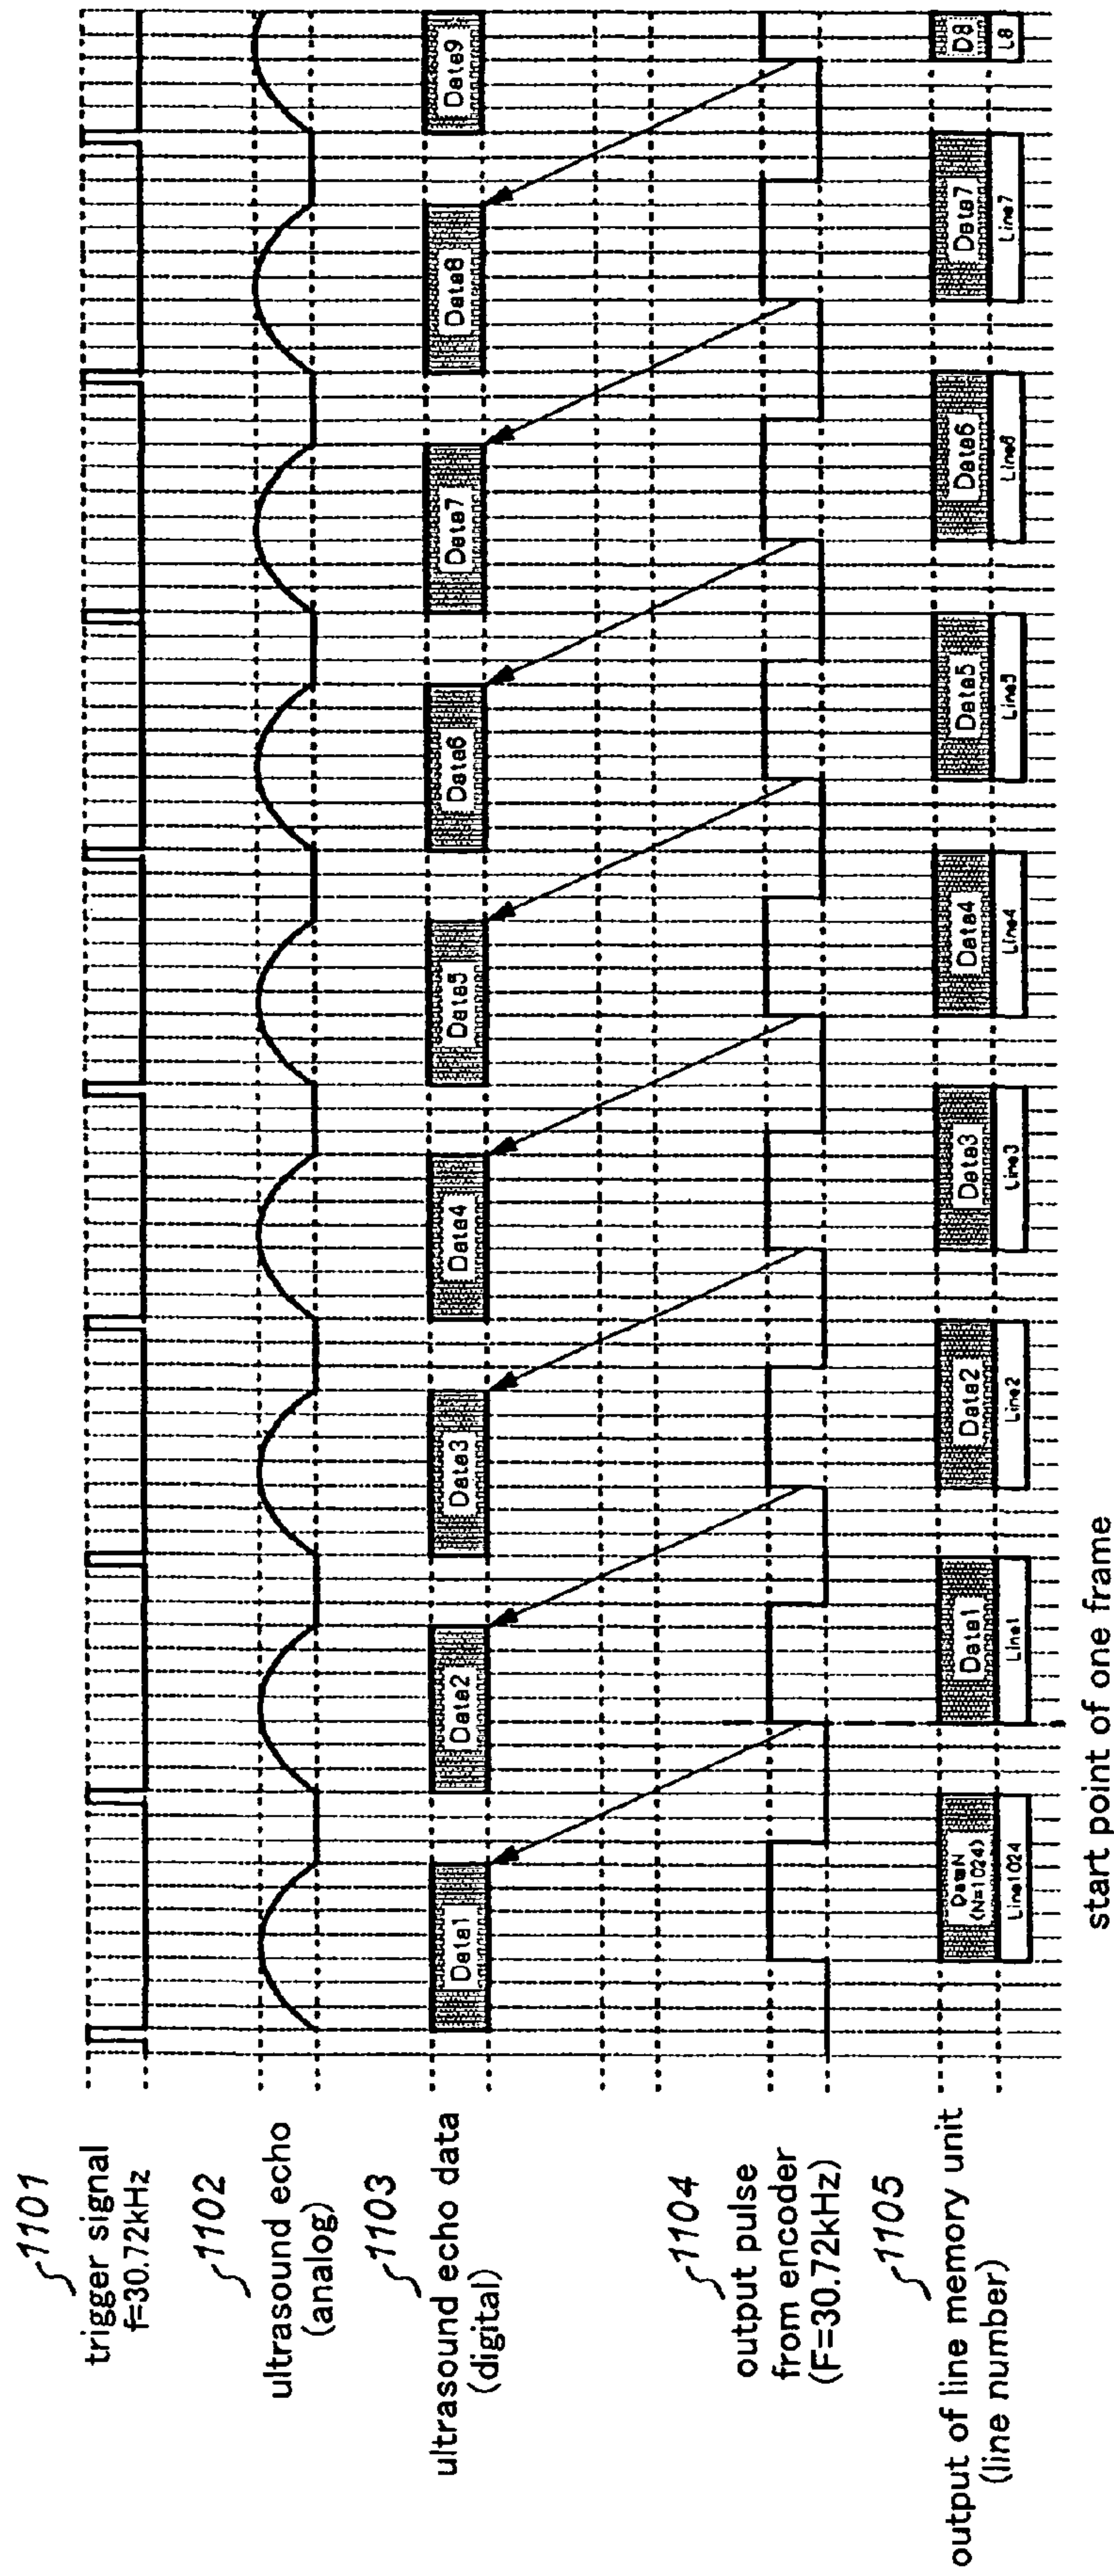 1101
trigger signal
f=30.72kHz
1102
ultrasound echo
(analog)
1103
ultrasound echo data
(digital)
Data1
Data2
Data3
Data4
Data5
Data6
Data7
Data8
Data9
1104
output pulse
from encoder
(F=30.72kHz)
1105
output of line memory unit
(line number)
DataN
(N=1024)
Data1
Data2
Data3
Data4
Data5
Data6
Data7
D8
Line1024
Line1
Line2
Line3
Line4
Line5
Line6
Line7
L8
start point of one frame